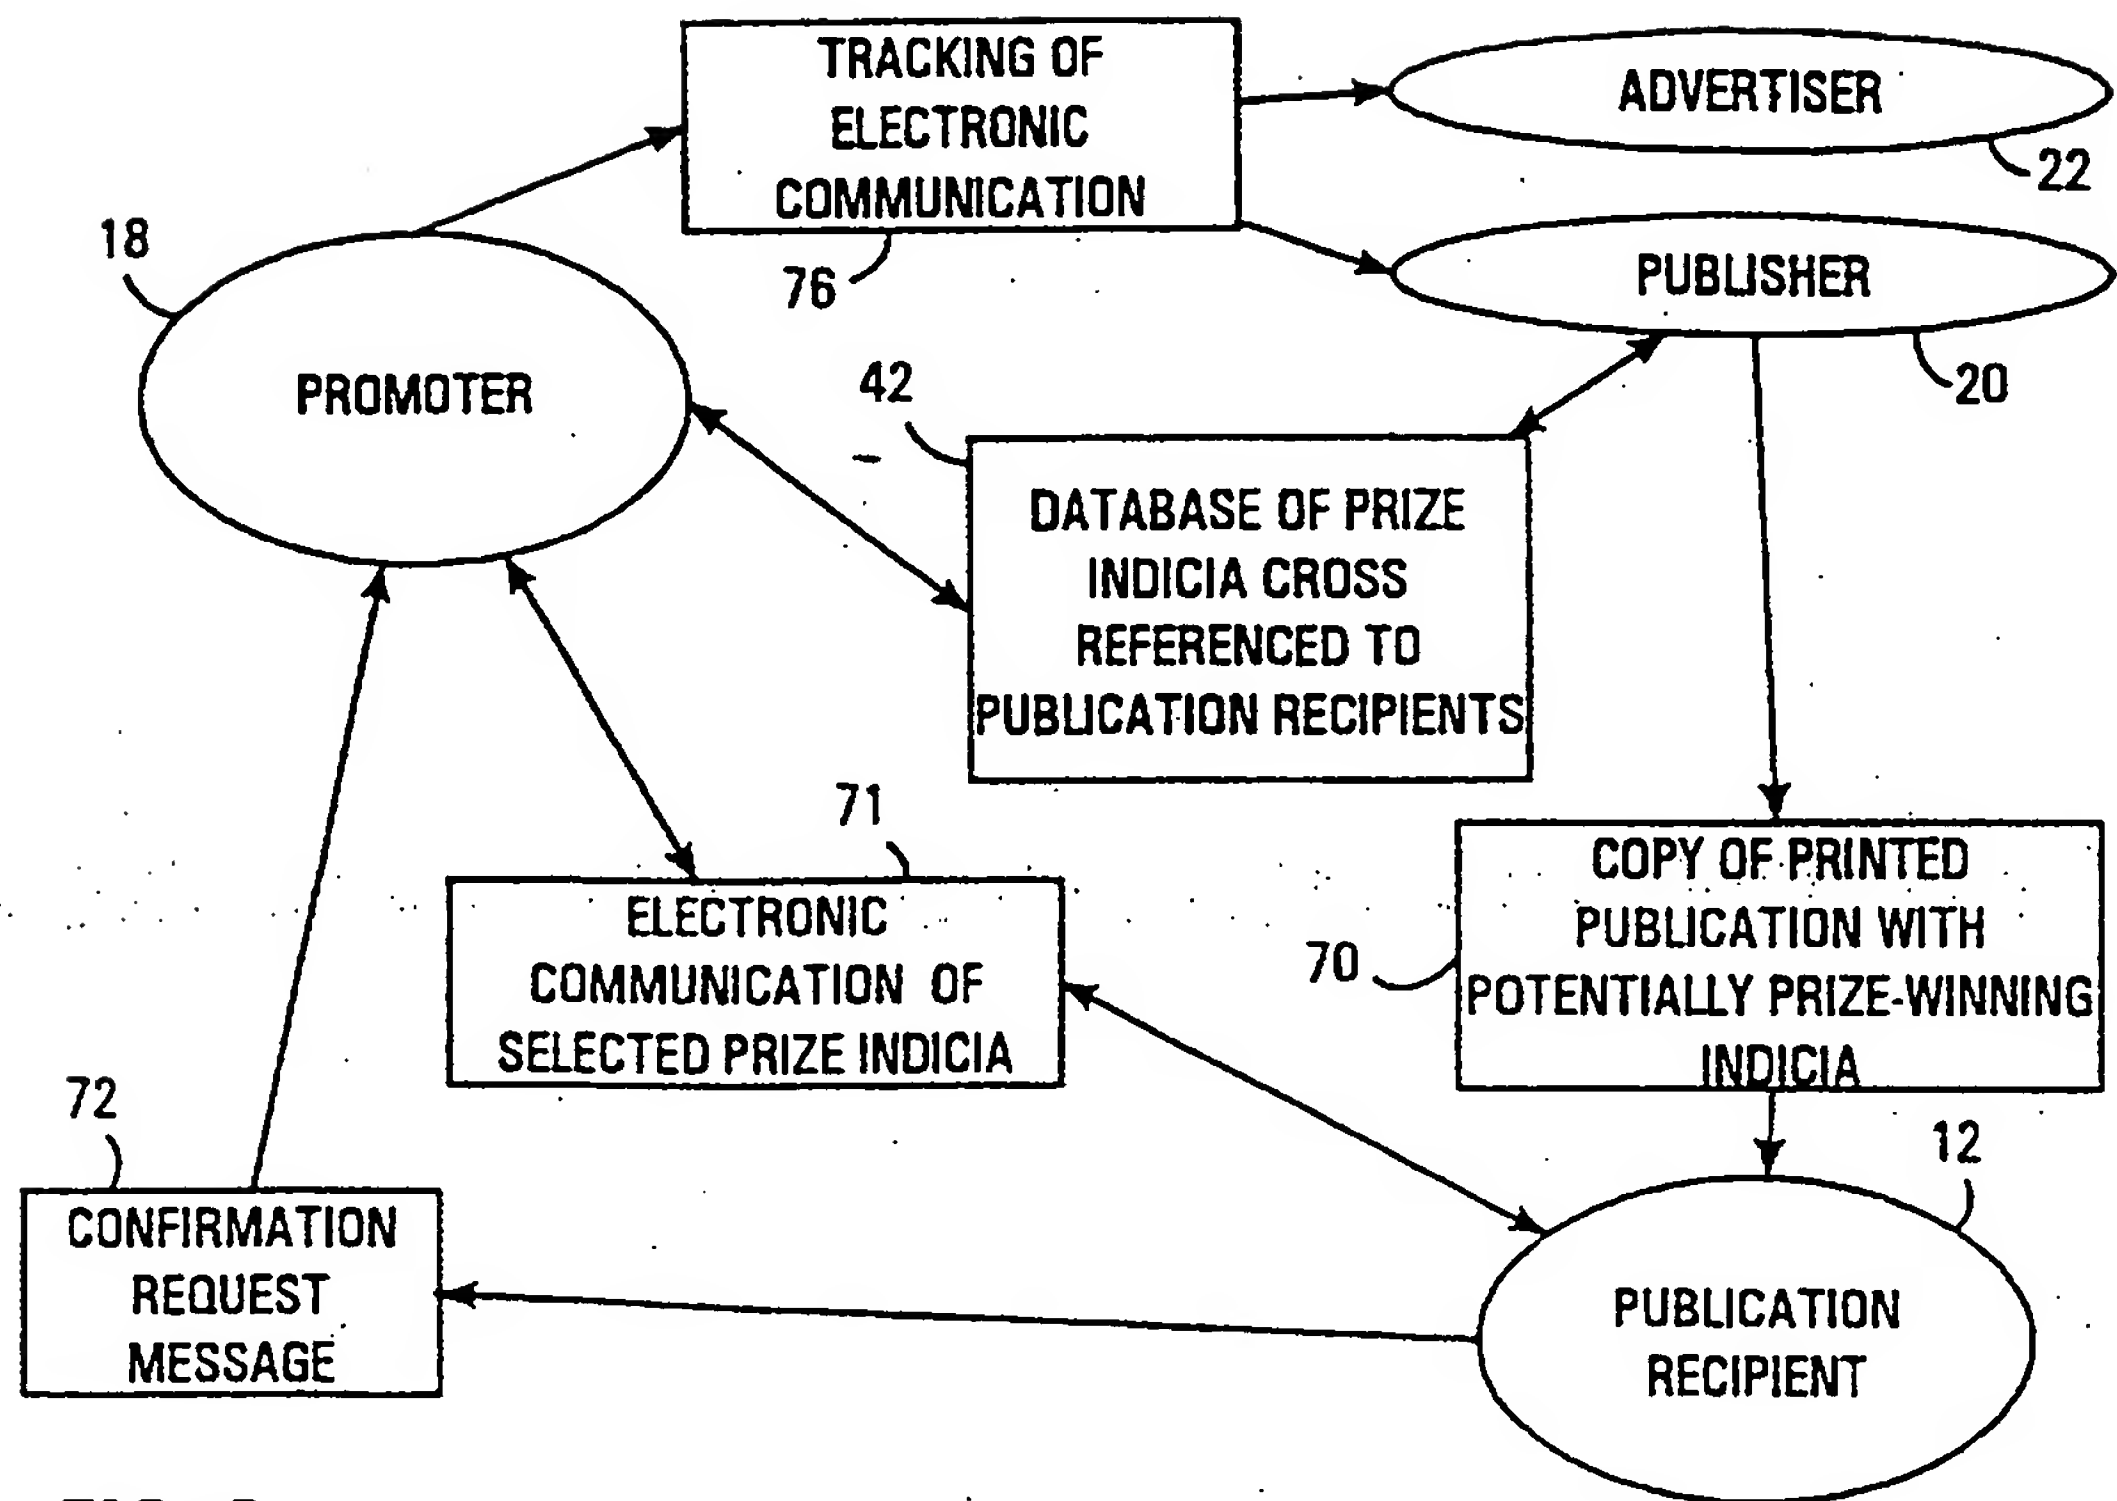 TRACKING OF
ELECTRONIC
COMMUNICATION
76
ADVERTISER
22
18
PROMOTER
PUBLISHER
20
42
DATABASE OF PRIZE
INDICIA CROSS
REFERENCED TO
PUBLICATION RECIPIENTS
71
ELECTRONIC
COMMUNICATION OF
SELECTED PRIZE INDICIA
70
COPY OF PRINTED
PUBLICATION WITH
POTENTIALLY PRIZE-WINNING
INDICIA
72
CONFIRMATION
REQUEST
MESSAGE
12
PUBLICATION
RECIPIENT